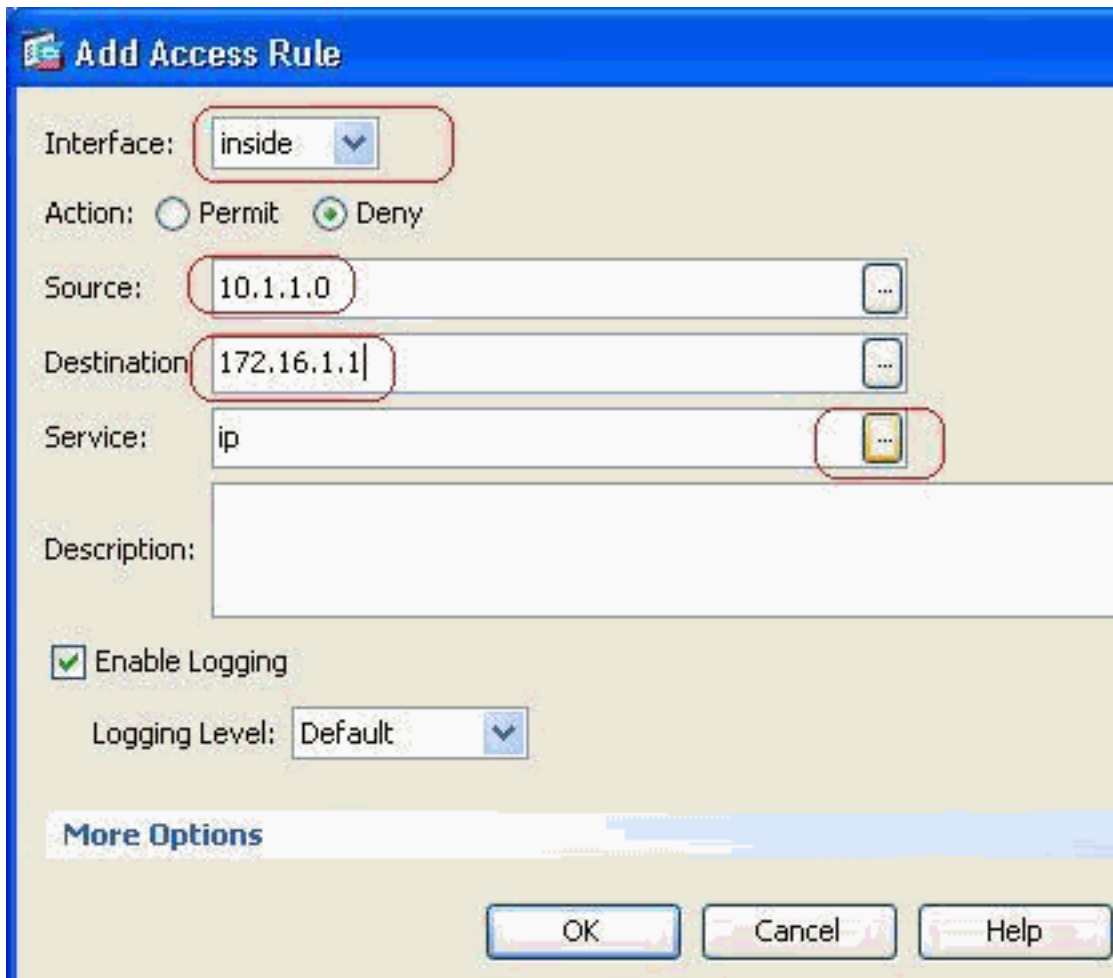 Add Access Rule
Interface: inside
Action: Permit Deny
Source: 10.1.1.0 ...
Destination 172.16.1.1 ...
Service: ip ...
Description:
Enable Logging
Logging Level: Default
More Options
OK Cancel Help